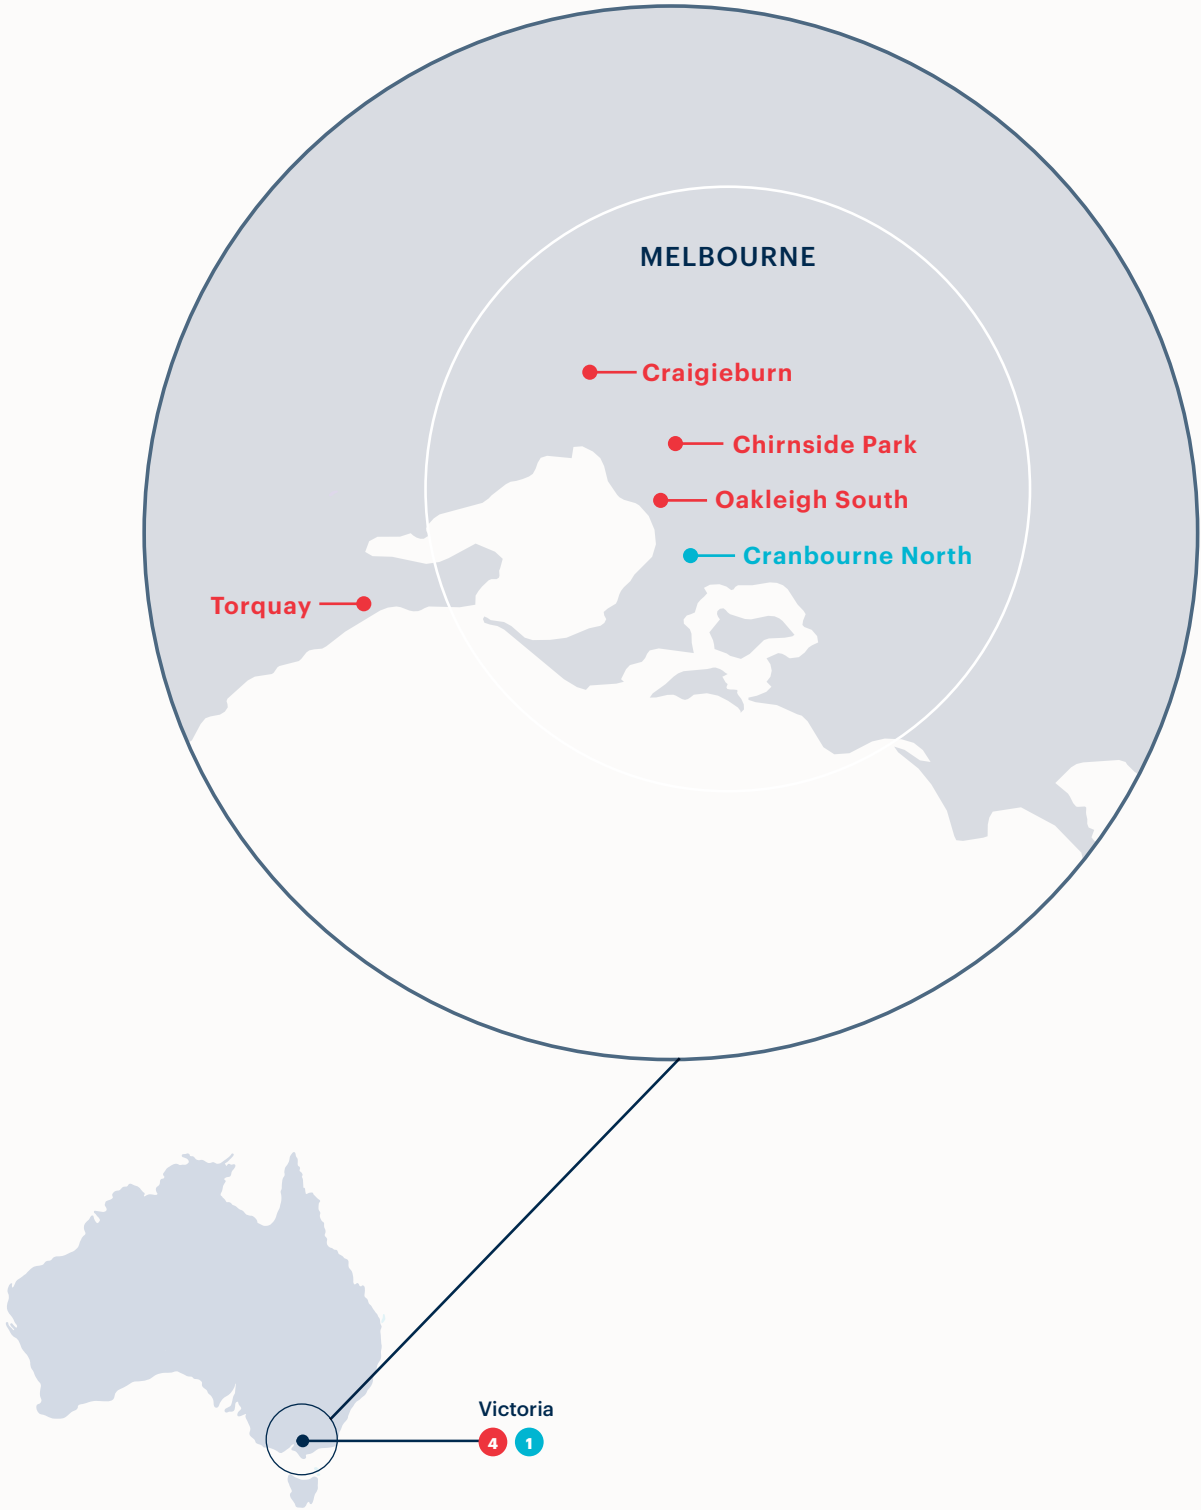 MELBOURNE
Craigieburn
Chirnside Park
Oakleigh South
Cranbourne North
Torquay
Victoria
4 1